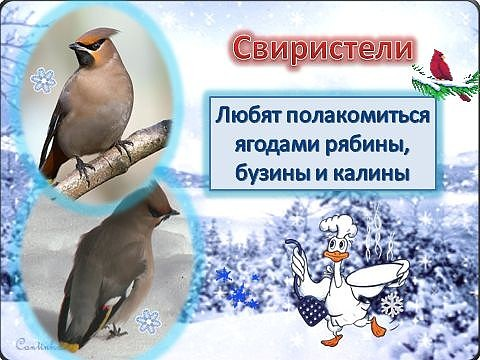 Свиристели
Любят полакомиться
ягодами рябины,
бузины и калины